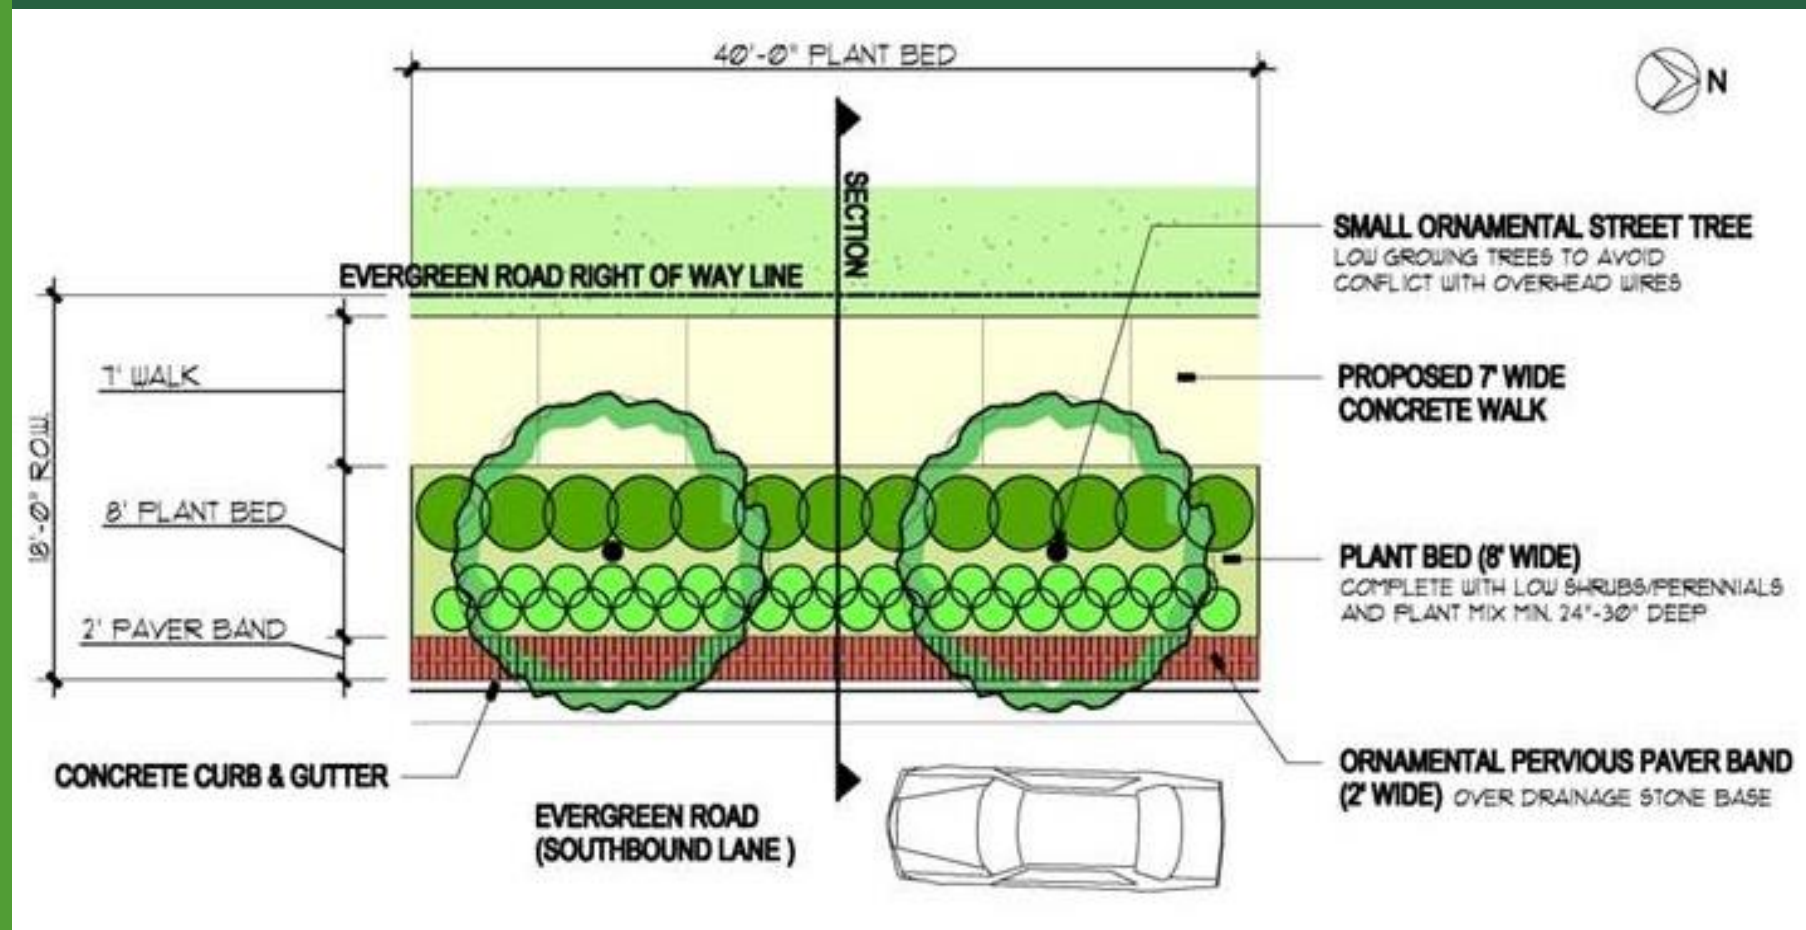 40'-0" PLANT BED
N
SECTION
SMALL ORNAMENTAL STREET TREE
LOW GROWING TREES TO AVOID
CONFLICT WITH OVERHEAD WIRES
EVERGREEN ROAD RIGHT OF WAY LINE
7' WALK
PROPOSED 7' WIDE
CONCRETE WALK
18'-0" ROW.
8' PLANT BED
PLANT BED (8' WIDE)
COMPLETE WITH LOW SHRUBS/PERENNIALS
AND PLANT MIX MIN. 24"-30" DEEP
2' PAVER BAND
CONCRETE CURB & GUTTER
ORNAMENTAL PERVIOUS PAVER BAND
(2' WIDE) OVER DRAINAGE STONE BASE
EVERGREEN ROAD
(SOUTHBOUND LANE )